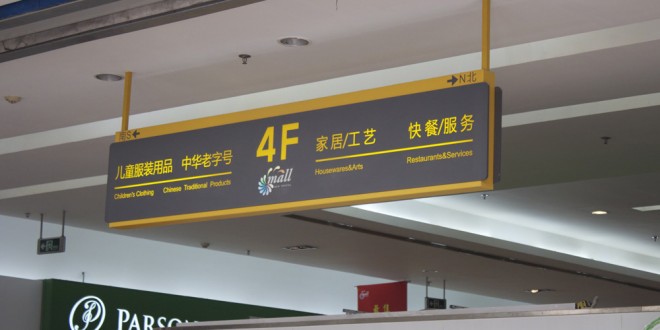 南S←
→N北
儿童服装用品 中华老字号
Children's Clothing Chinese Traditional Products
4F
mall
家居/工艺 快餐/服务
Housewares&Arts Restaurants&Services
PARSON